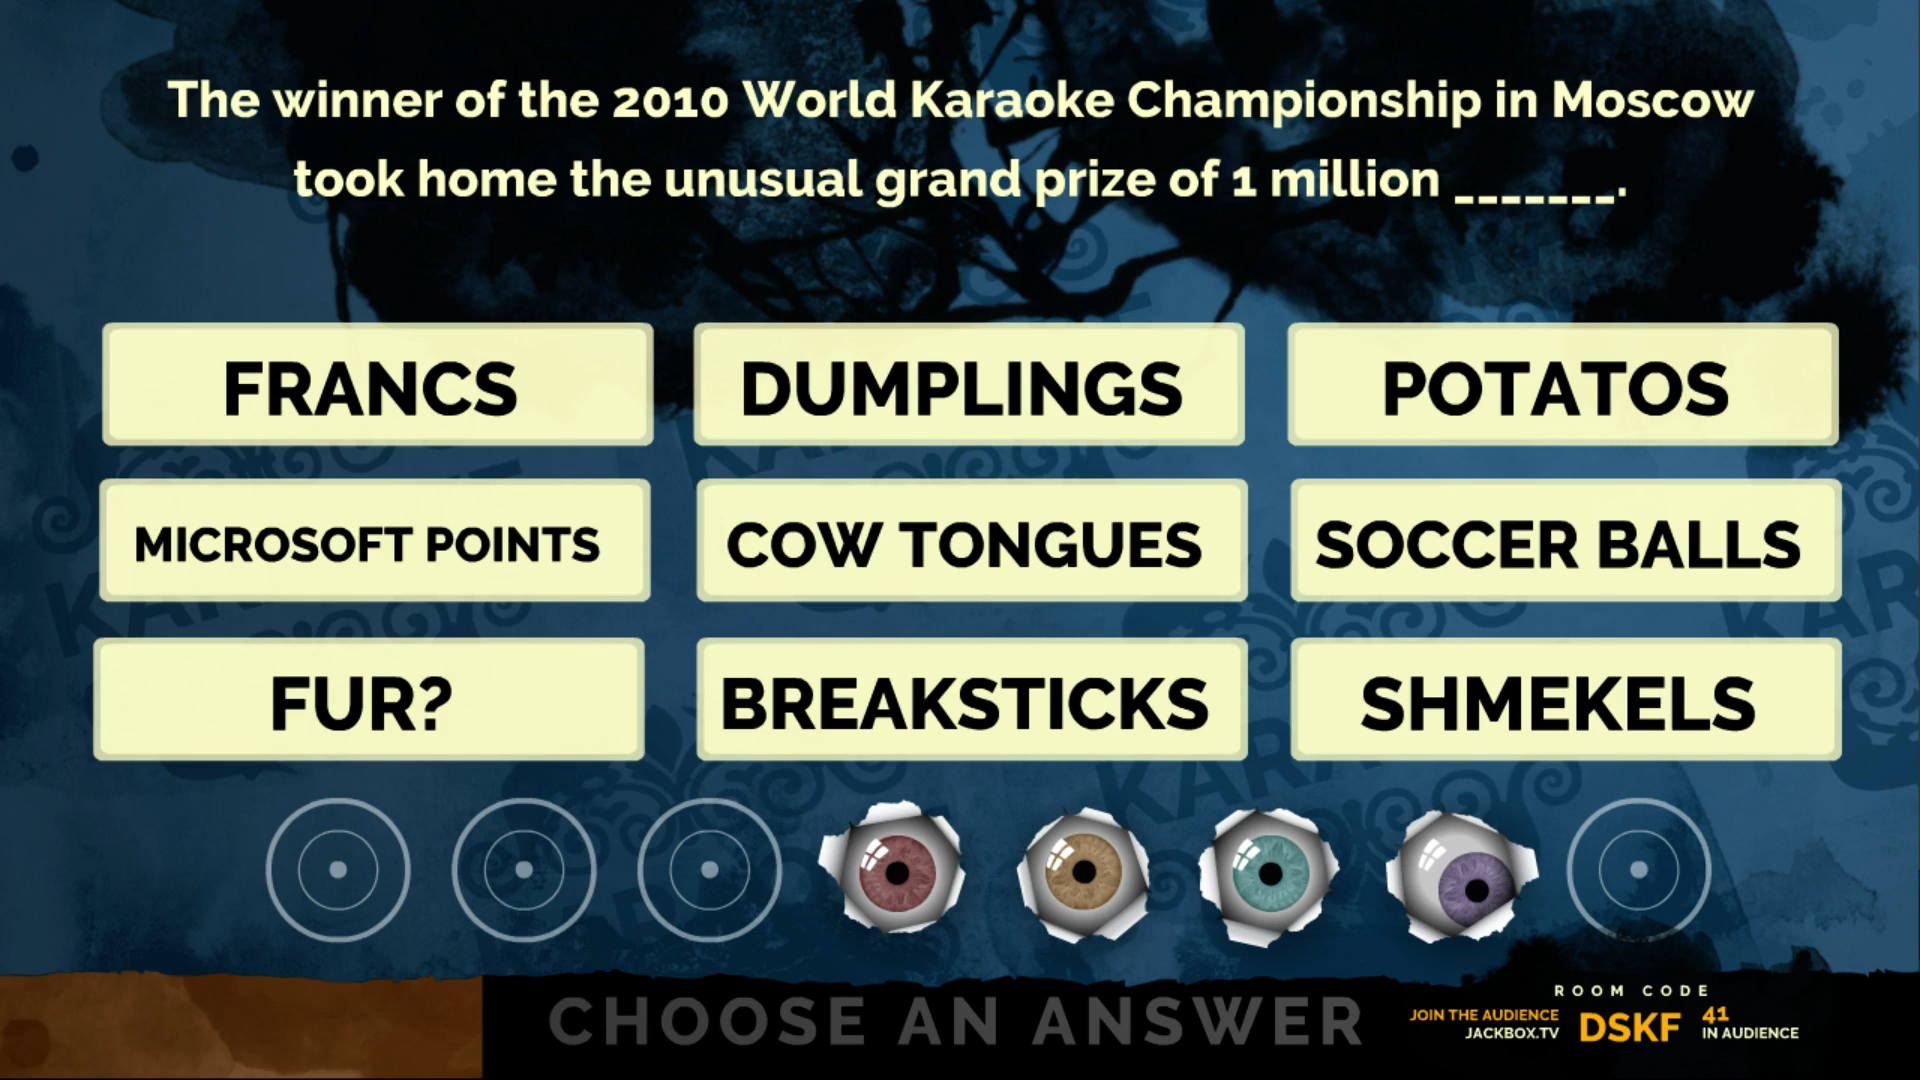 The winner of the 2010 World Karaoke Championship in Moscow
took home the unusual grand prize of 1 million _______.
FRANCS
DUMPLINGS
POTATOS
MICROSOFT POINTS
COW TONGUES
SOCCER BALLS
FUR?
BREAKSTICKS
SHMEKELS
CHOOSE AN ANSWER
ROOM CODE
JOIN THE AUDIENCE
JACKBOX.TV
DSKF
41
IN AUDIENCE